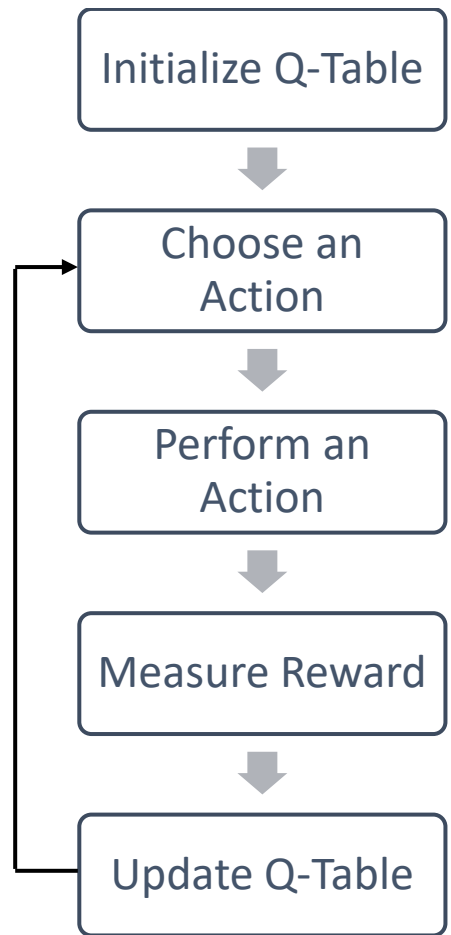 Initialize Q-Table
Choose an
Action
Perform an
Action
Measure Reward
Update Q-Table